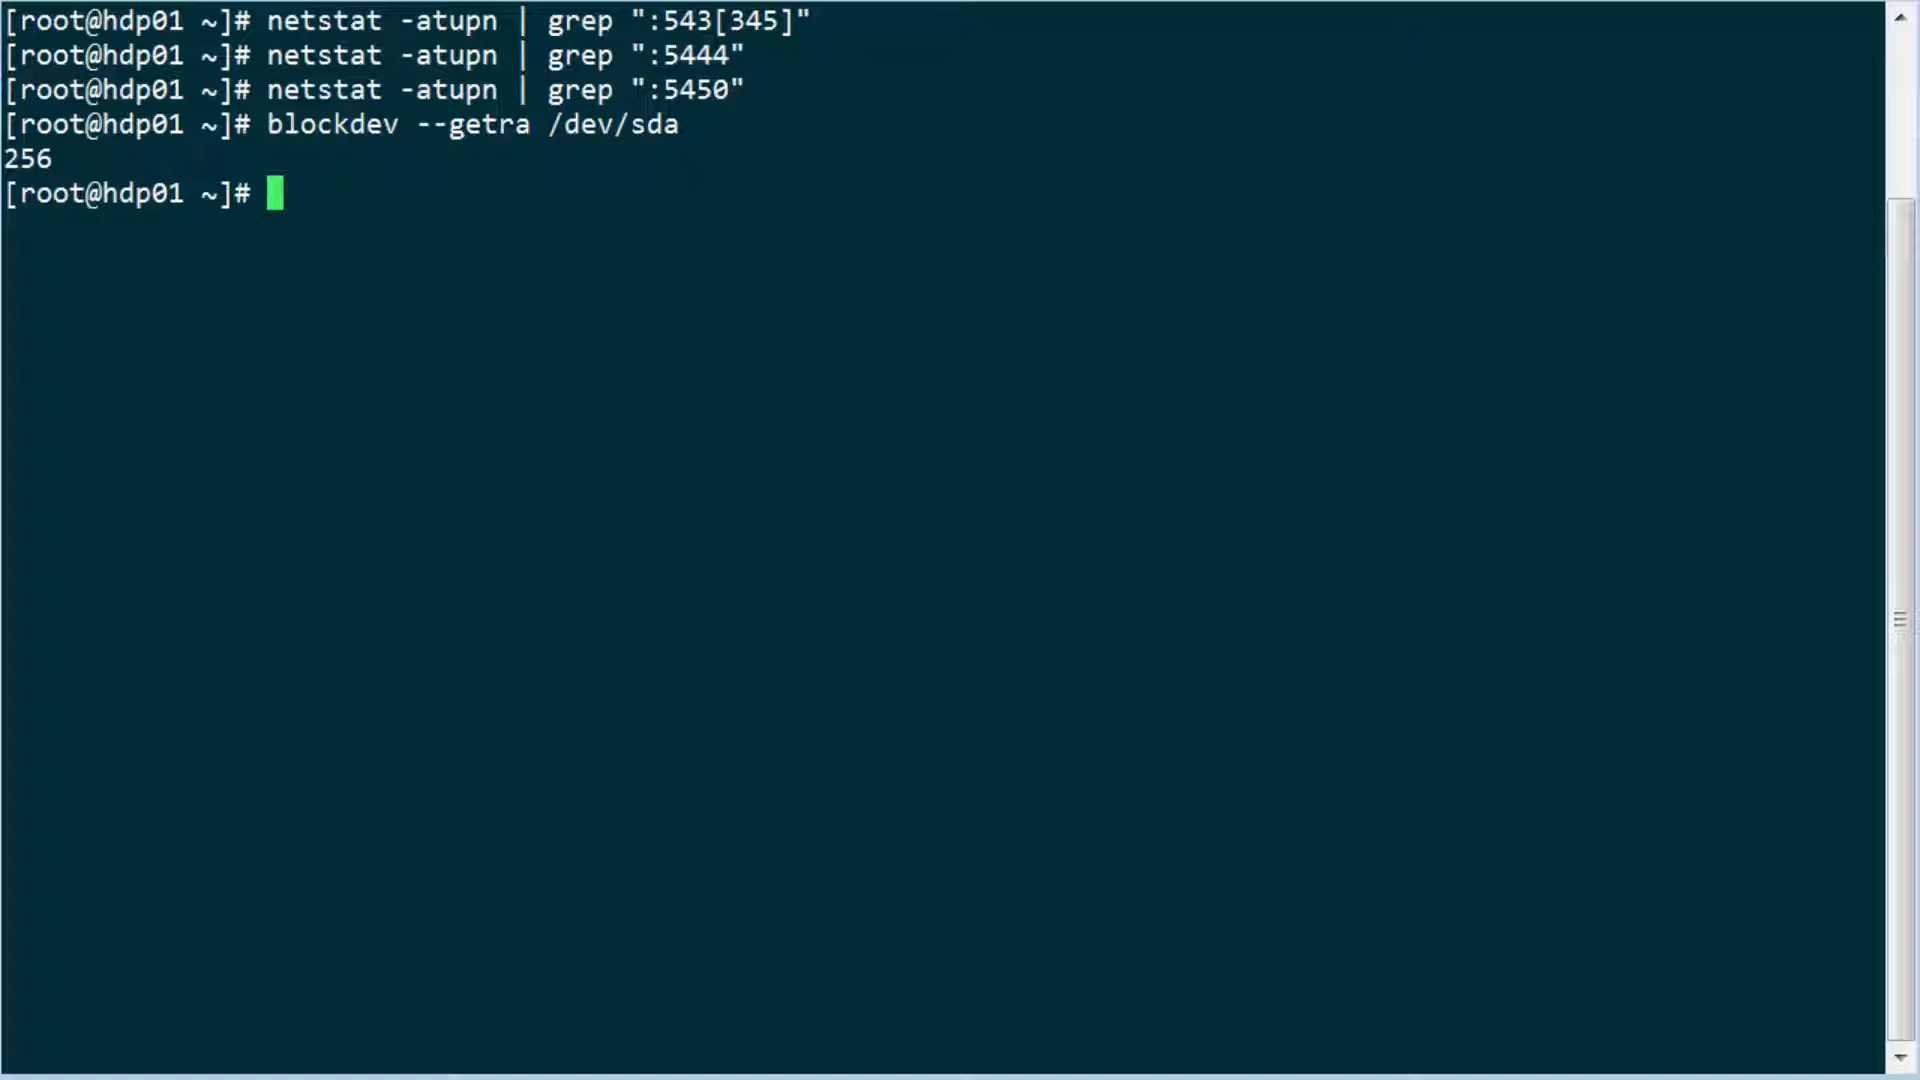 [root@hdp01 ~]# netstat -atupn | grep ":543[345]"
[root@hdp01 ~]# netstat -atupn | grep ":5444"
[root@hdp01 ~]# netstat -atupn | grep ":5450"
[root@hdp01 ~]# blockdev --getra /dev/sda
256
[root@hdp01 ~]#